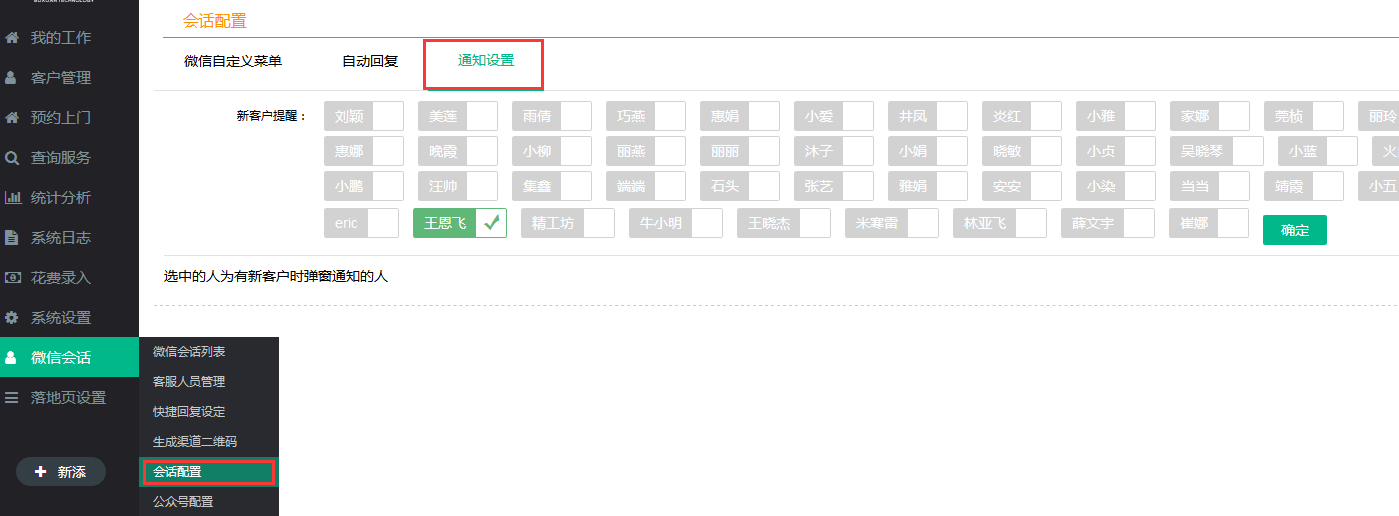 会话配置
我的工作
客户管理
预约上门
查询服务
统计分析
系统日志
花费录入
系统设置
微信会话
落地页设置
新添
微信会话列表
客服人员管理
快捷回复设定
生成渠道二维码
会话配置
公众号配置
微信自定义菜单 自动回复 通知设置
新客户提醒： 刘颖 美莲 雨倩 巧燕 惠娟 小爱 井凤 炎红 小雅 家娜 莞桢 丽玲
惠娜 晚霞 小柳 丽燕 丽丽 沐子 小娟 晓敏 小贞 吴晓琴 小蓝 火
小鹏 汪帅 集鑫 端端 石头 张艺 雅娟 安安 小染 当当 靖霞 小五
eric 王恩飞 精工坊 牛小明 王晓杰 米寒雷 林亚飞 薛文宇 崔娜 确定
选中的人为有新客户时弹窗通知的人